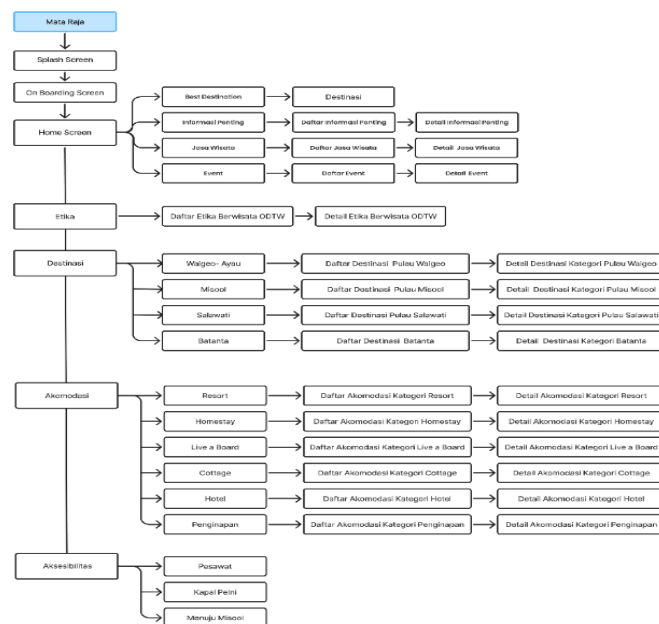 Mata Raja
Splash Screen
On Boarding Screen
Home Screen
Best Destination
Destinasi
Informasi Penting
Daftar Informasi Penting
Detail Informasi Penting
Jasa Wisata
Daftar Jasa Wisata
Detail Jasa Wisata
Event
Daftar Event
Detail Event
Etika
Daftar Etika Berwisata ODTW
Detail Etika Berwisata ODTW
Destinasi
Waigeo- Ayau
Daftar Destinasi Pulau Waigeo
Detail Destinasi Kategori Pulau Waigeo
Misool
Daftar Destinasi Pulau Misool
Detail Destinasi Kategori Pulau Misool
Salawati
Daftar Destinasi Pulau Salawati
Detail Destinasi Kategori Pulau Salawati
Batanta
Daftar Destinasi Batanta
Detail Destinasi Kategori Batanta
Akomodasi
Resort
Daftar Akomodasi Kategori Resort
Detail Akomodasi Kategori Resort
Homestay
Daftar Akomodasi Kategori Homestay
Detail Akomodasi Kategori Homestay
Live a Board
Daftar Akomodasi Kategori Live a Board
Detail Akomodasi Kategori Live a Board
Cottage
Daftar Akomodasi Kategori Cottage
Detail Akomodasi Kategori Cottage
Hotel
Daftar Akomodasi Kategori Hotel
Detail Akomodasi Kategori Hotel
Penginapan
Daftar Akomodasi Kategori Penginapan
Detail Akomodasi Kategori Penginapan
Aksesibilitas
Pesawat
Kapal Pelni
Menuju Misool